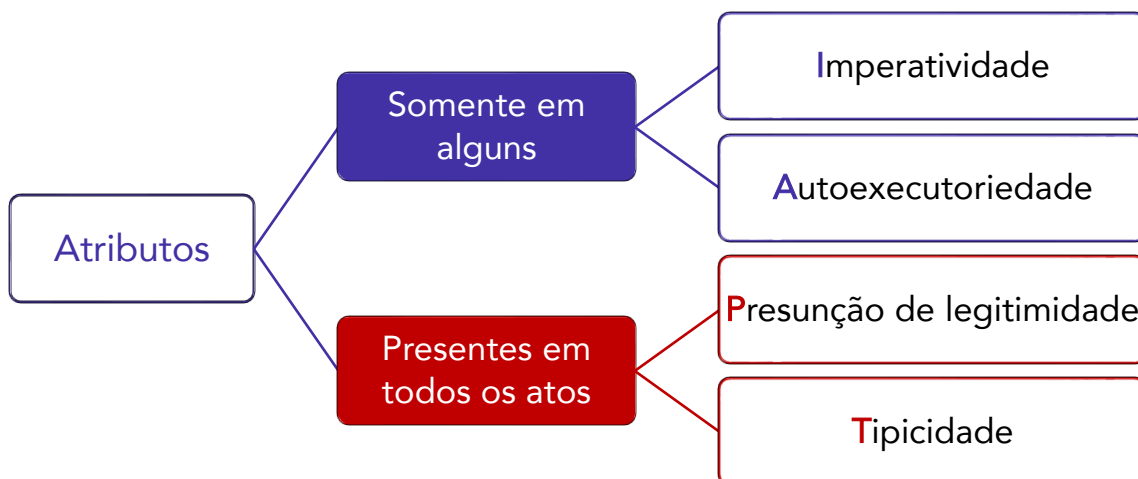 Imperatividade
Somente em
alguns
Autoexecutoriedade
Atributos
Presunção de legitimidade
Presentes em
todos os atos
Tipicidade